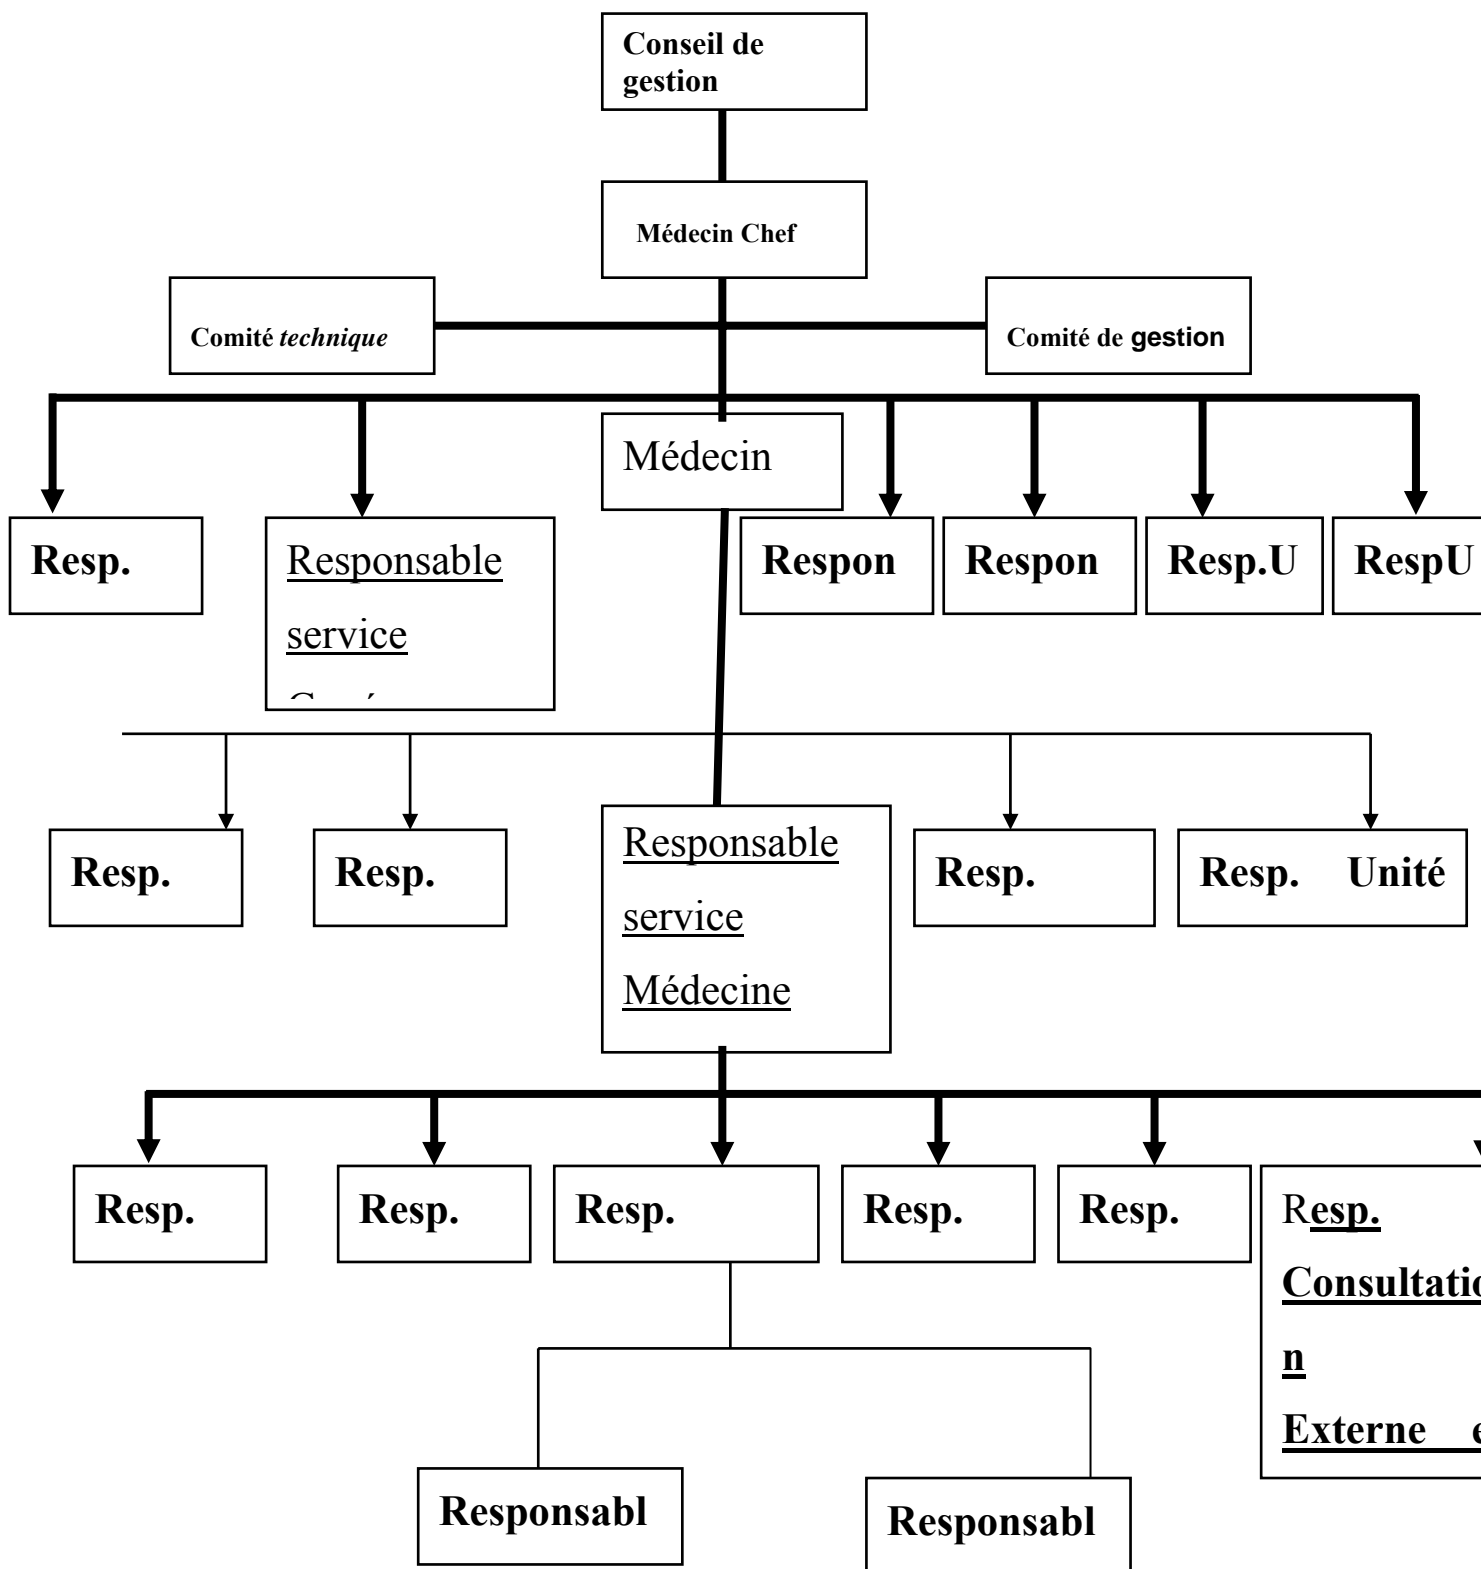 Conseil de
gestion
Médecin Chef
Comité technique
Comité de gestion
Médecin
Resp.
Responsable
service
Respon
Respon
Resp.U
RespU
Resp.
Resp.
Responsable
service
Médecine
Resp.
Resp. Unité
Resp.
Resp.
Resp.
Resp.
Resp.
Resp.
Consultatio
n
Externe e
Responsabl
Responsabl